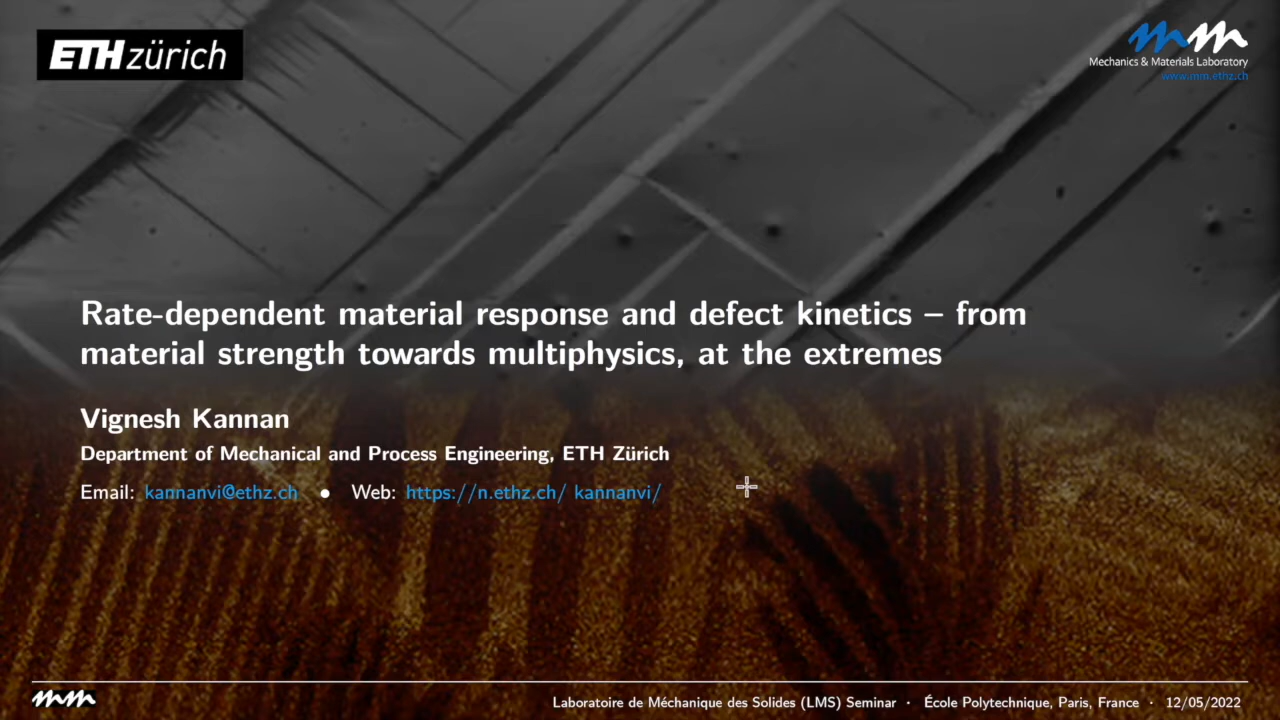 ETH zürich
Mechanics & Materials Laboratory
www.mm.ethz.ch
Rate-dependent material response and defect kinetics – from
material strength towards multiphysics, at the extremes
Vignesh Kannan
Department of Mechanical and Process Engineering, ETH Zürich
Email: kannanvi@ethz.ch • Web: https://n.ethz.ch/ kannanvi/
Laboratoire de Méchanique des Solides (LMS) Seminar · École Polytechnique, Paris, France · 12/05/2022